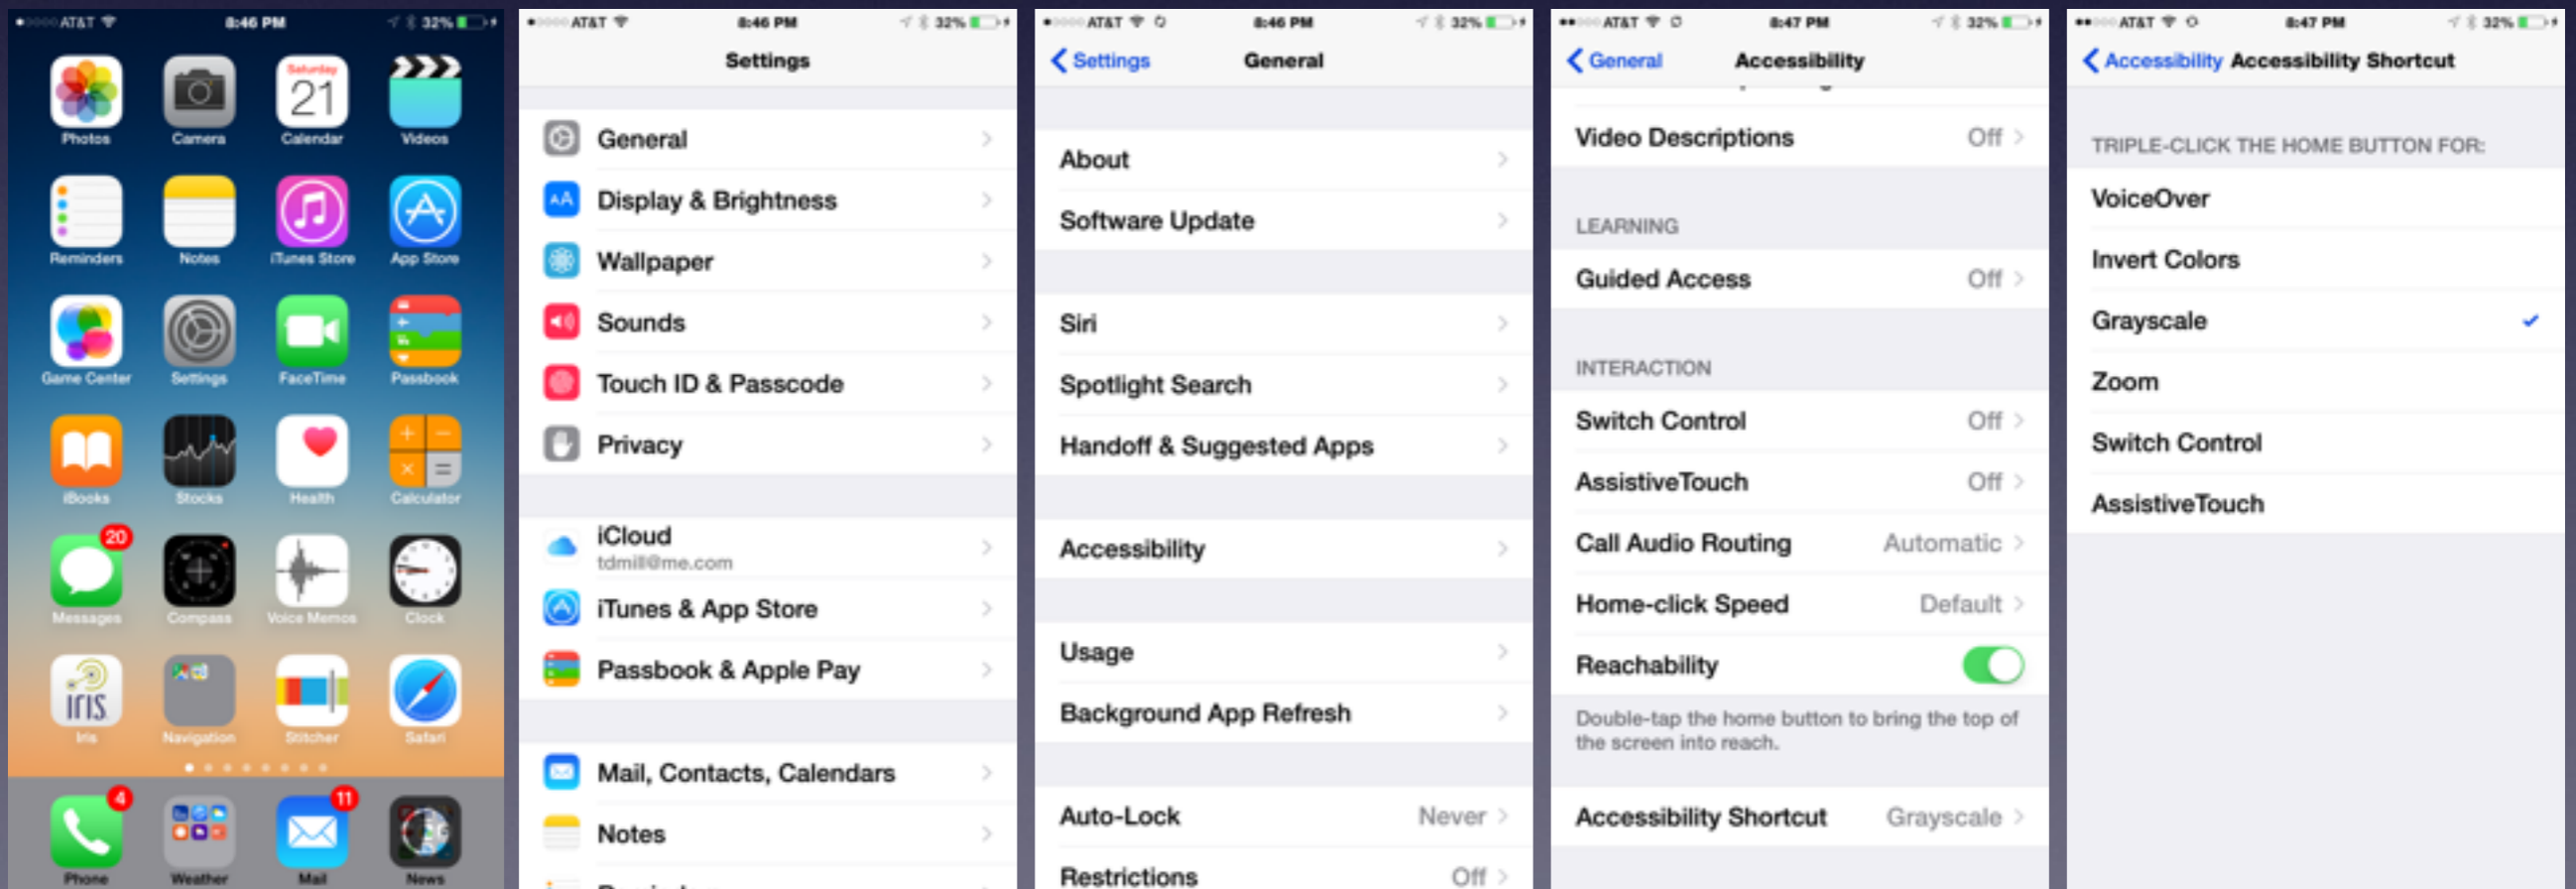 AT&T 8:46 PM 32%
Saturday
21
Photos Camera Calendar Videos
Reminders Notes iTunes Store App Store
Game Center Settings FaceTime Passbook
iBooks Stocks Health Calculator
20
Messages Compass Voice Memos Clock
iris
Iris Navigation Stitcher Safari
4 11
Phone Weather Mail News
AT&T 8:46 PM 32%
Settings
General
AA Display & Brightness
Wallpaper
Sounds
Touch ID & Passcode
Privacy
iCloud
tdmill@me.com
iTunes & App Store
Passbook & Apple Pay
Mail, Contacts, Calendars
Notes
AT&T 8:46 PM 32%
Settings General
About
Software Update
Siri
Spotlight Search
Handoff & Suggested Apps
Accessibility
Usage
Background App Refresh
Auto-Lock Never
Restrictions Off
AT&T 8:47 PM 32%
General Accessibility
Video Descriptions Off
LEARNING
Guided Access Off
INTERACTION
Switch Control Off
AssistiveTouch Off
Call Audio Routing Automatic
Home-click Speed Default
Reachability
Double-tap the home button to bring the top of
the screen into reach.
Accessibility Shortcut Grayscale
AT&T 8:47 PM 32%
Accessibility Accessibility Shortcut
TRIPLE-CLICK THE HOME BUTTON FOR:
VoiceOver
Invert Colors
Grayscale
Zoom
Switch Control
AssistiveTouch